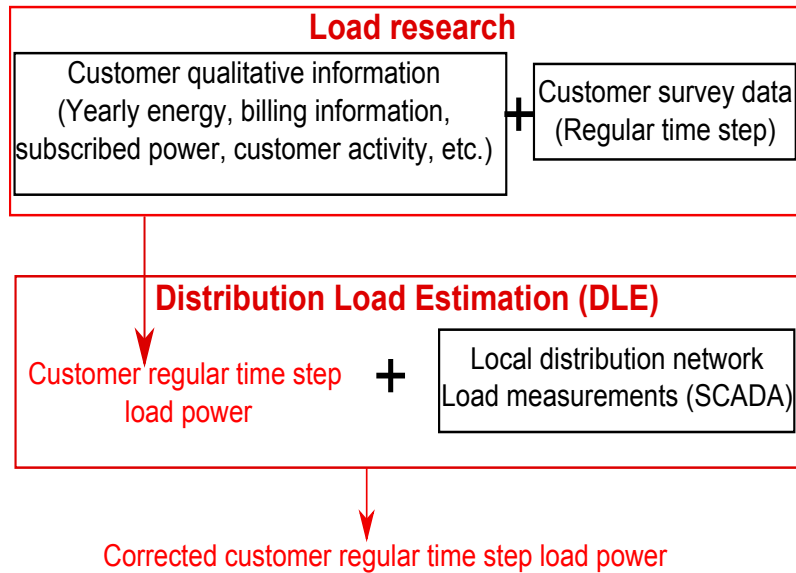 Load research
Customer qualitative information
(Yearly energy, billing information,
subscribed power, customer activity, etc.)
+
Customer survey data
(Regular time step)
Distribution Load Estimation (DLE)
Customer regular time step
load power
+
Local distribution network
Load measurements (SCADA)
Corrected customer regular time step load power